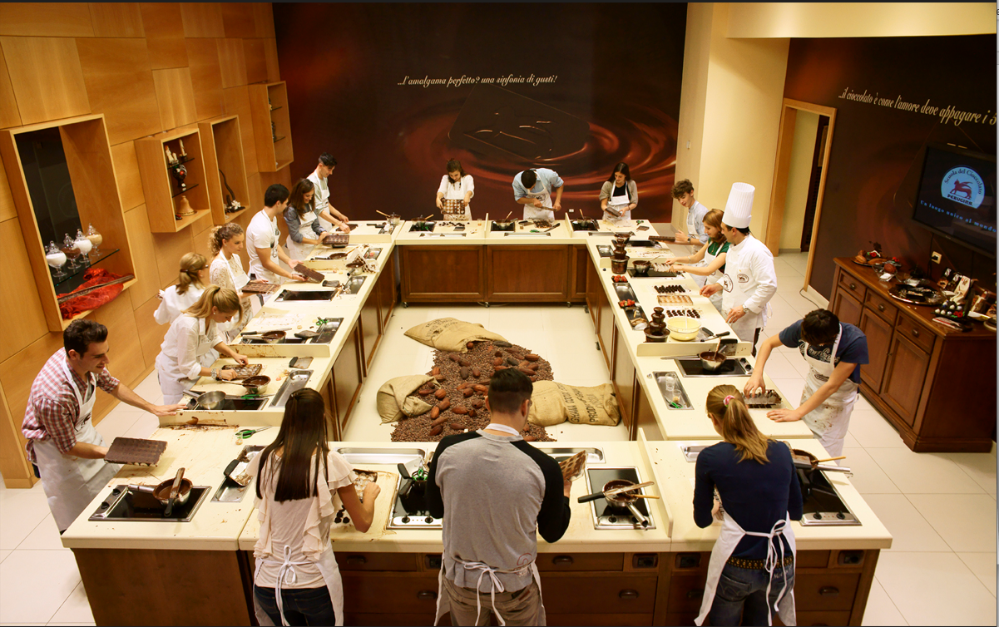 ...l'amalgama perfetto? una sinfonia di gusti!
...il cioccolato è come l'amore deve appagare i 5
Scuola del Cioccolato
PERUGINA
Un luogo unico al mondo